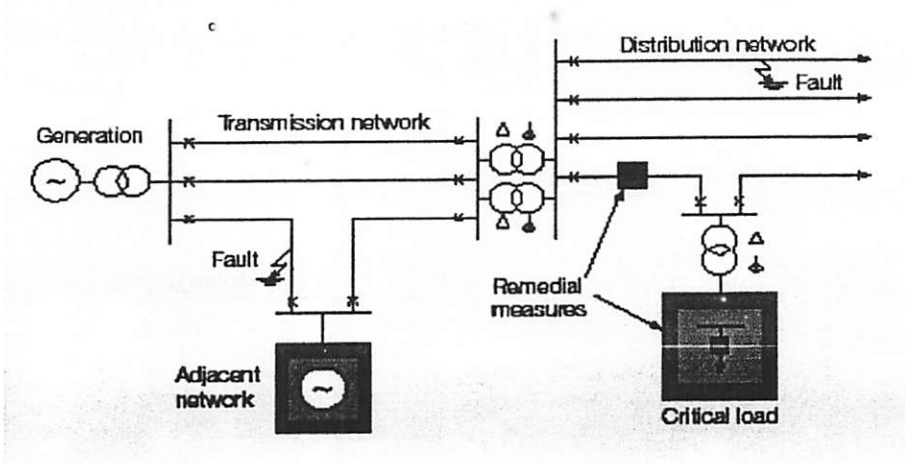 Distribution network
Fault
Generation
Transmission network
Δ
Δ
Fault
Δ
Remedial
measures
Adjacent
network
Critical load